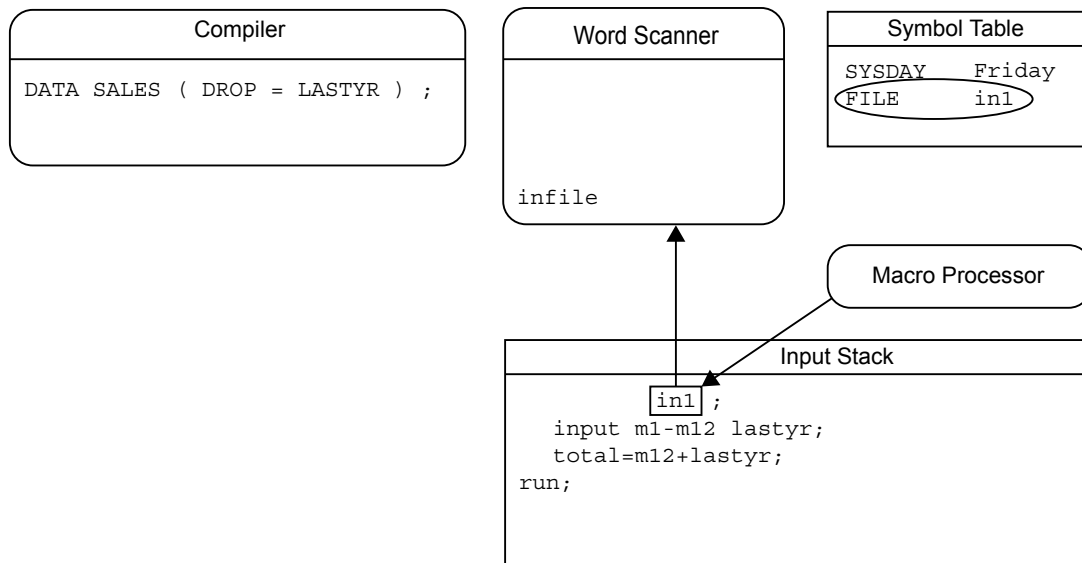 Compiler
DATA SALES ( DROP = LASTYR ) ;
Word Scanner
infile
Symbol Table
SYSDAY Friday
FILE in1
Macro Processor
Input Stack
in1 ;
input m1-m12 lastyr;
total=m12+lastyr;
run;